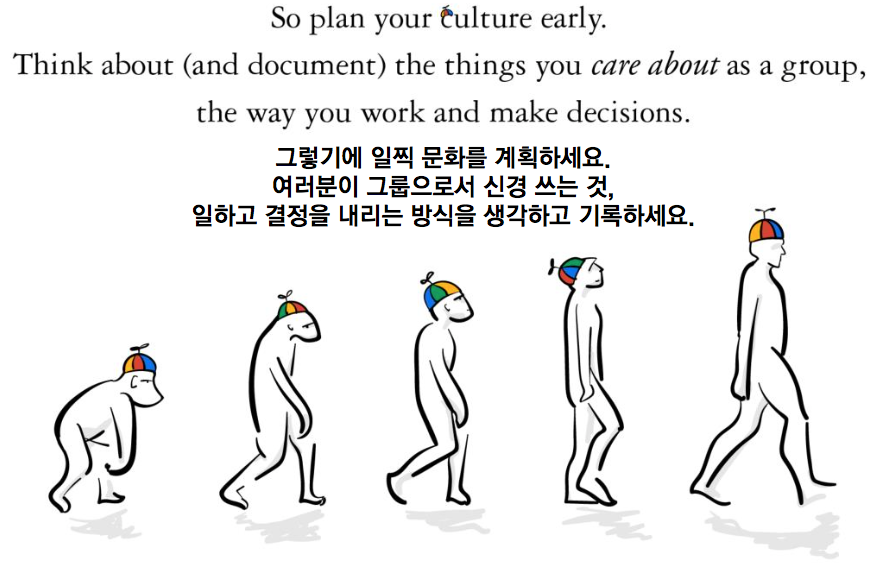 So plan your culture early.
Think about (and document) the things you care about as a group,
the way you work and make decisions.
그렇기에 일찍 문화를 계획하세요.
여러분이 그룹으로서 신경 쓰는 것,
일하고 결정을 내리는 방식을 생각하고 기록하세요.